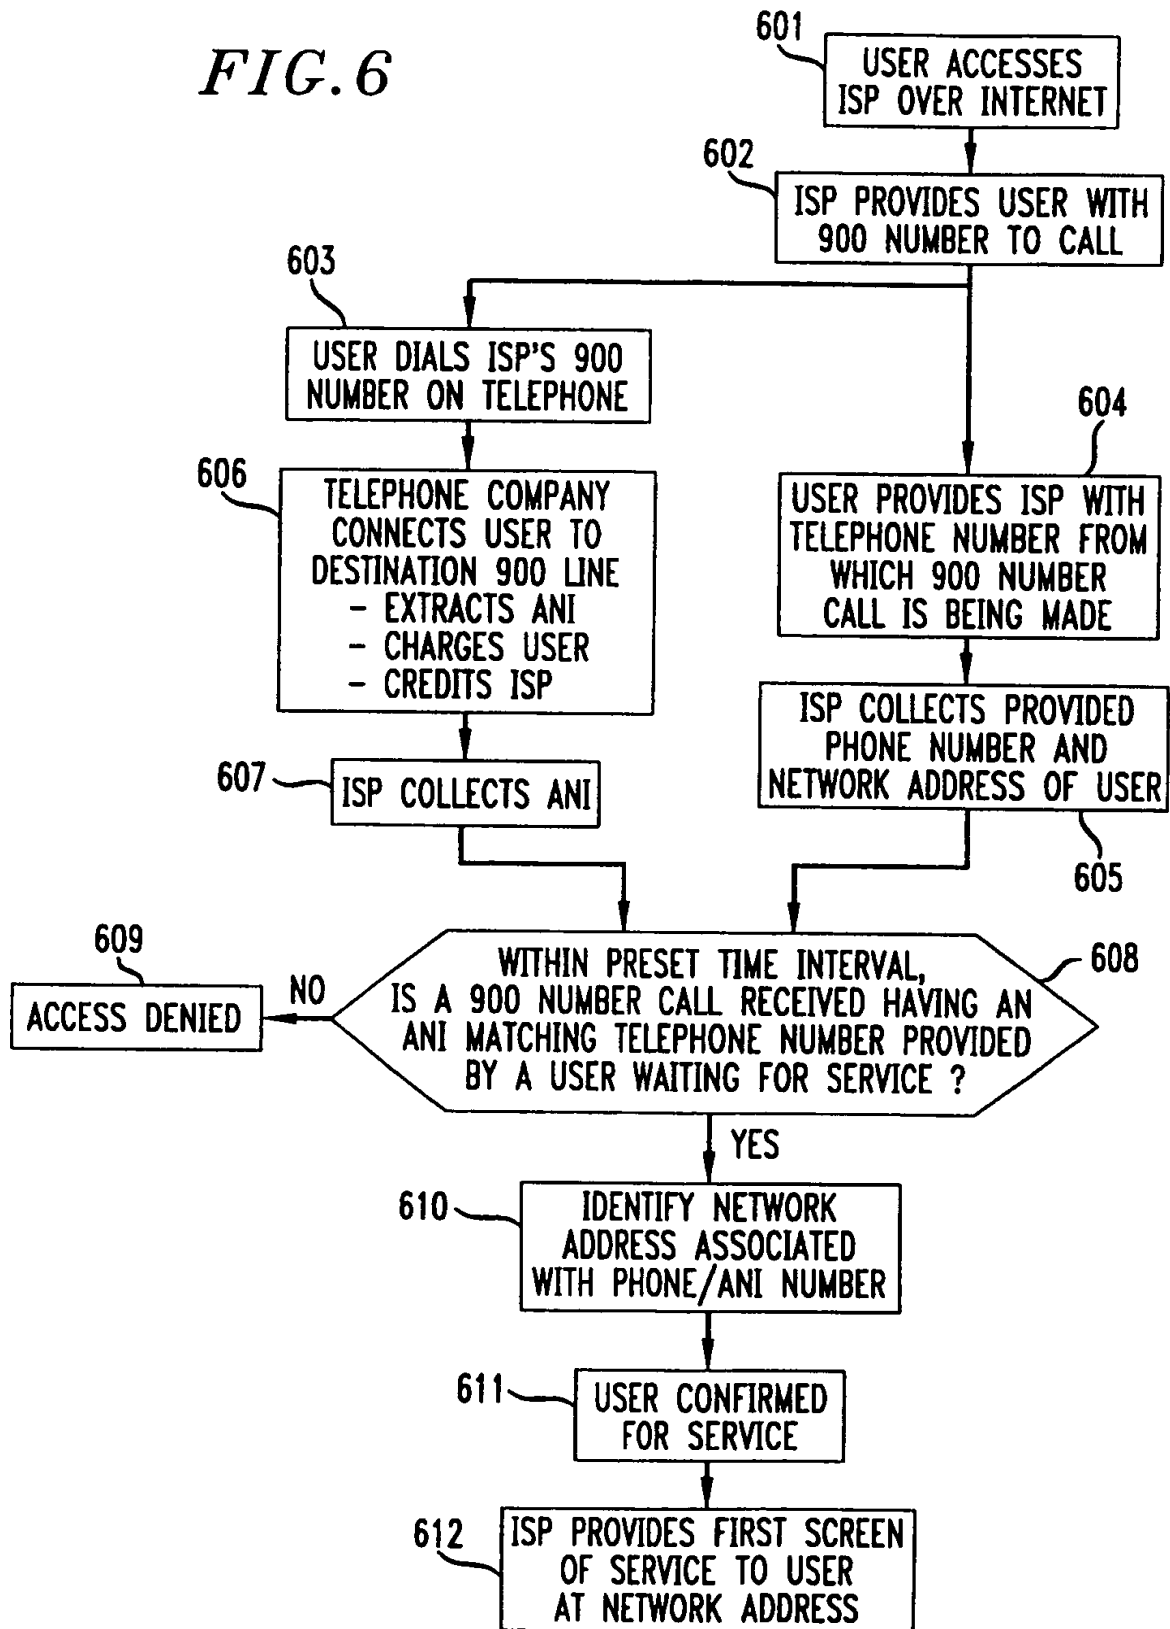 FIG.6
601
USER ACCESSES
ISP OVER INTERNET
602
ISP PROVIDES USER WITH
900 NUMBER TO CALL
603
USER DIALS ISP'S 900
NUMBER ON TELEPHONE
604
USER PROVIDES ISP WITH
TELEPHONE NUMBER FROM
WHICH 900 NUMBER
CALL IS BEING MADE
606
TELEPHONE COMPANY
CONNECTS USER TO
DESTINATION 900 LINE
- EXTRACTS ANI
- CHARGES USER
- CREDITS ISP
ISP COLLECTS PROVIDED
PHONE NUMBER AND
NETWORK ADDRESS OF USER
605
607
ISP COLLECTS ANI
608
WITHIN PRESET TIME INTERVAL,
IS A 900 NUMBER CALL RECEIVED HAVING AN
ANI MATCHING TELEPHONE NUMBER PROVIDED
BY A USER WAITING FOR SERVICE ?
NO
609
ACCESS DENIED
YES
610
IDENTIFY NETWORK
ADDRESS ASSOCIATED
WITH PHONE/ANI NUMBER
611
USER CONFIRMED
FOR SERVICE
612
ISP PROVIDES FIRST SCREEN
OF SERVICE TO USER
AT NETWORK ADDRESS